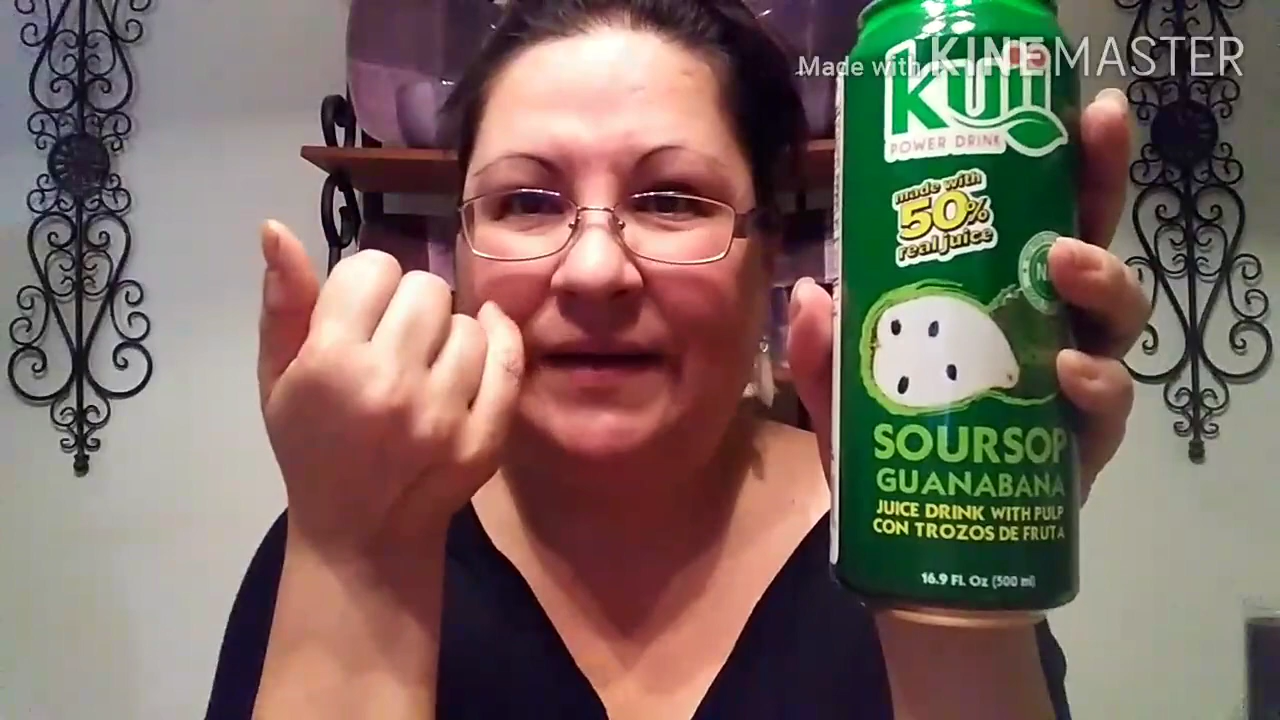 Made with KINEMASTER
Kuii
POWER DRINK
made with
50%
real juice
SOURSOP
GUANABANA
JUICE DRINK WITH PULP
CON TROZOS DE FRUTA
16.9 FL Oz (500 ml)